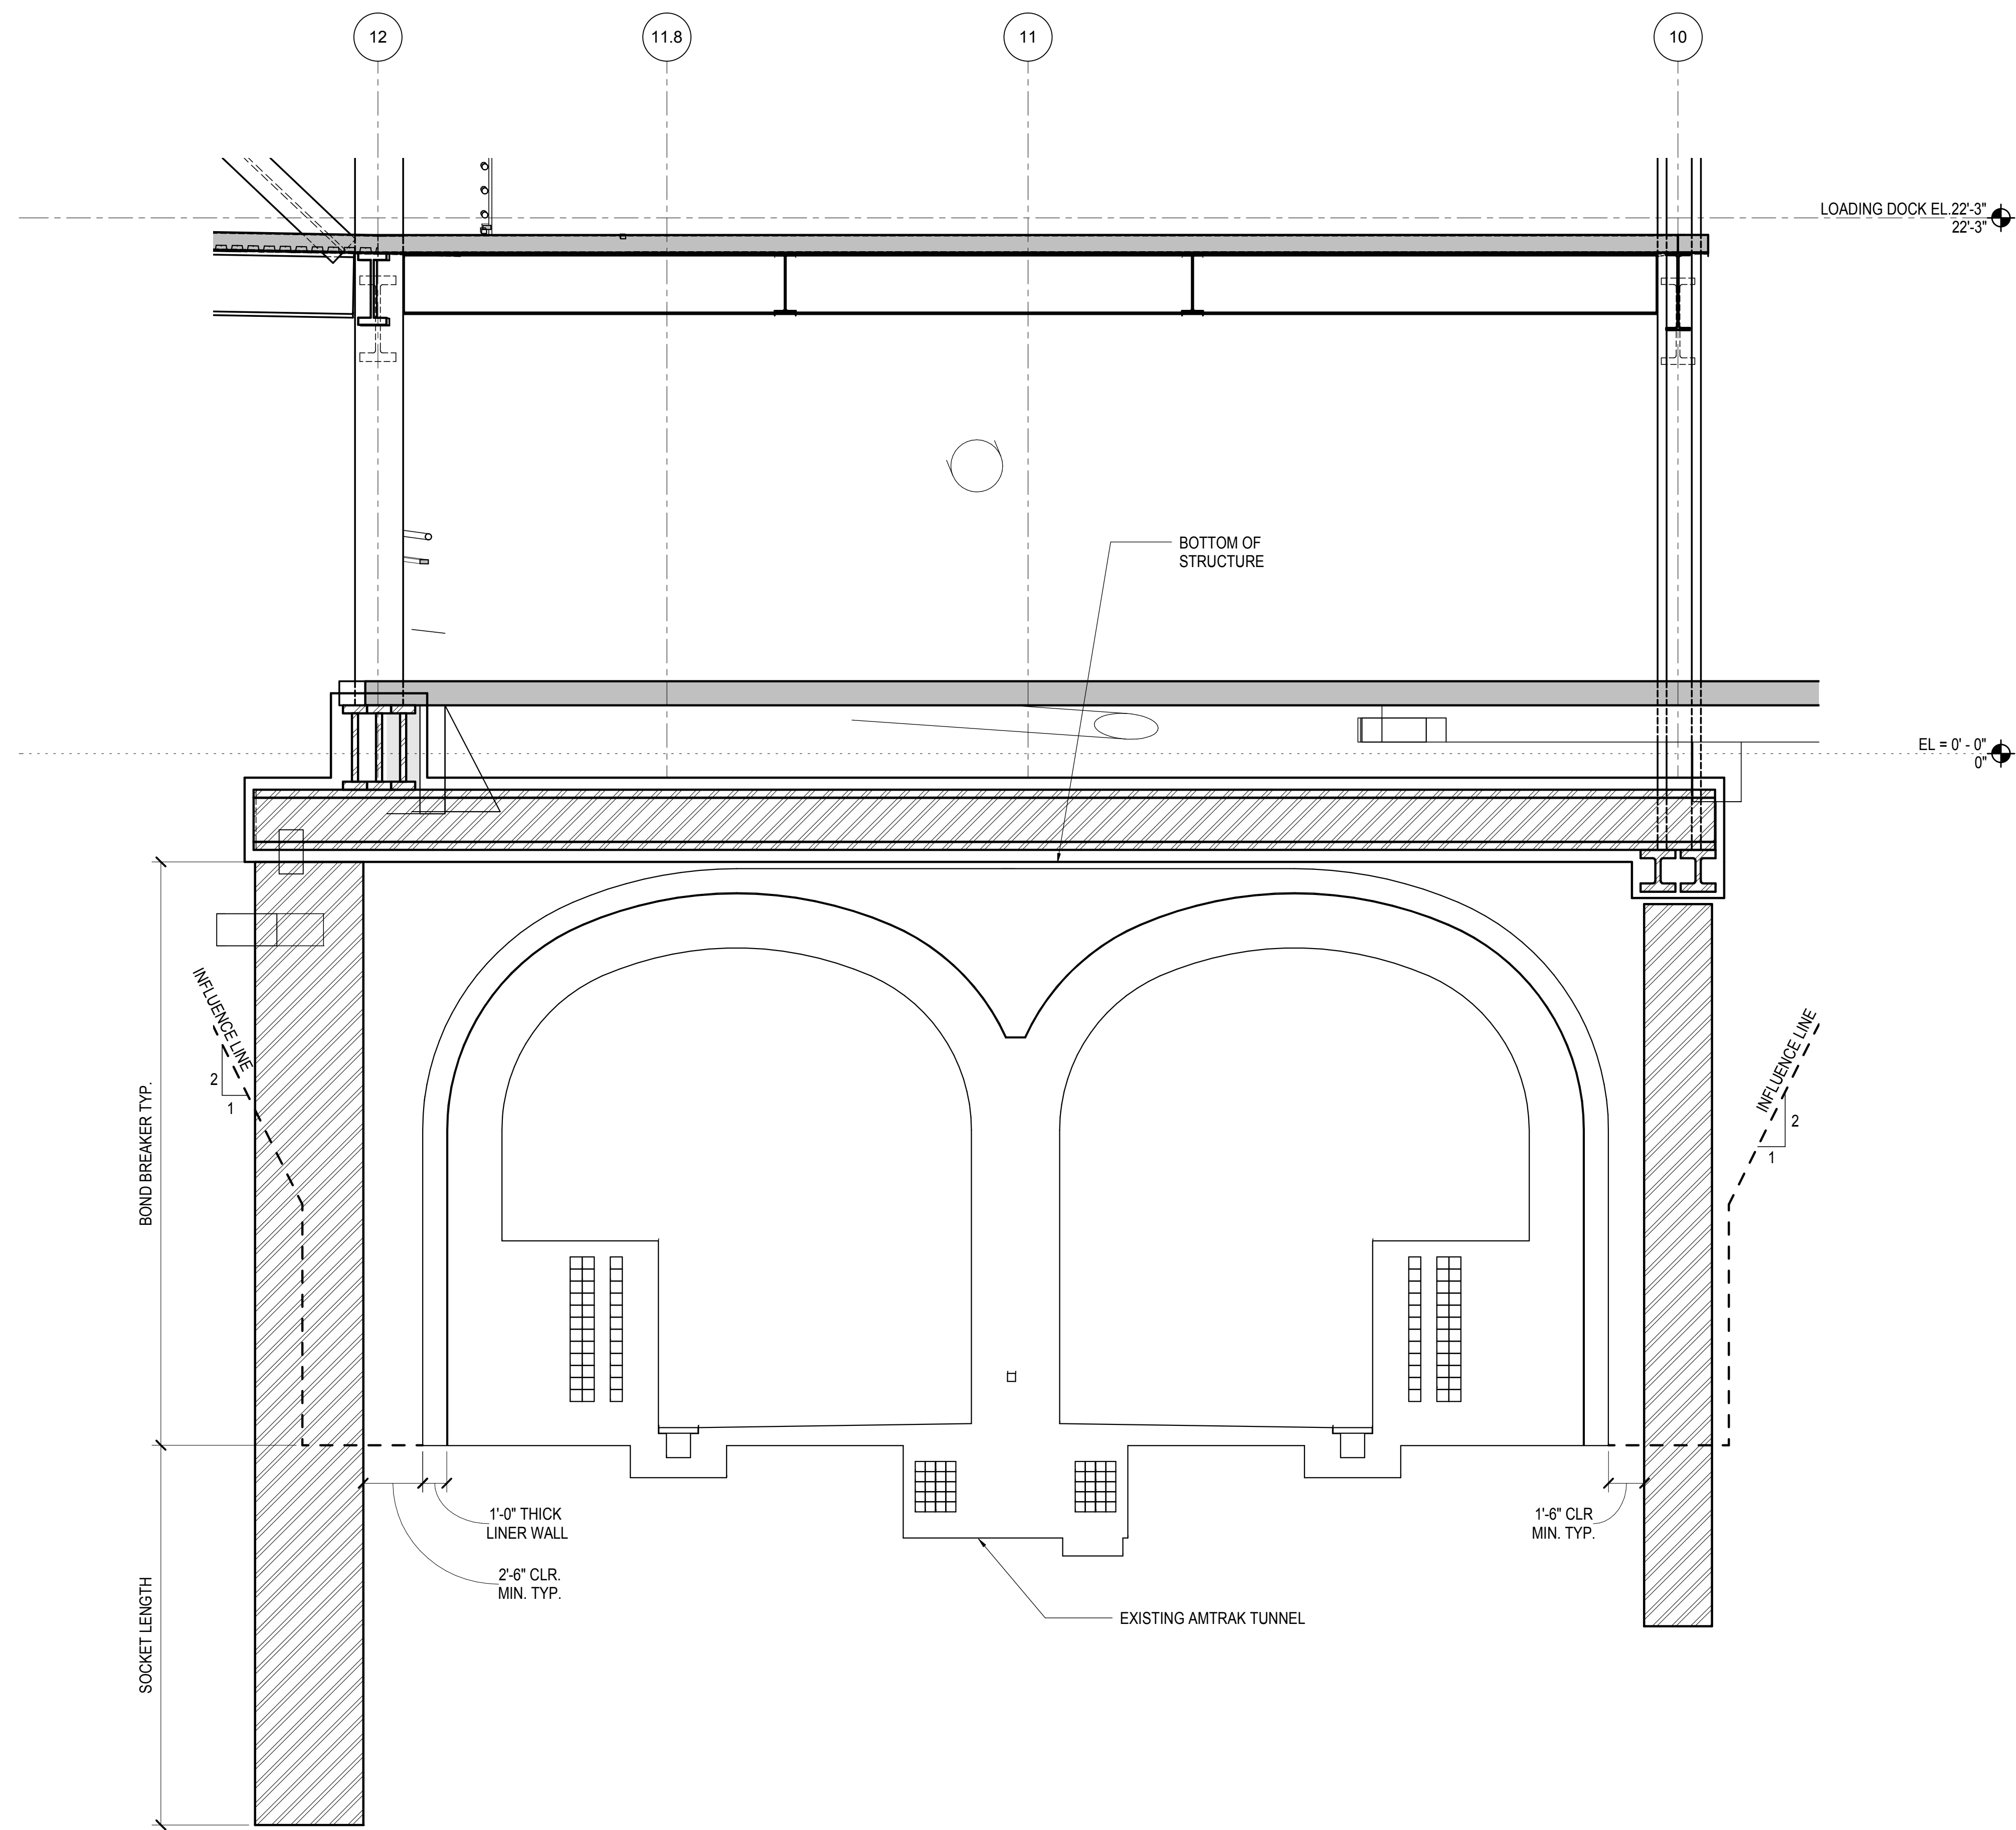 12
11.8
11
10
LOADING DOCK EL.22'-3"
22'-3"
BOTTOM OF
STRUCTURE
EL = 0' - 0"
0"
INFLUENCE LINE
2
1
INFLUENCE LINE
2
1
BOND BREAKER TYP.
1'-0" THICK
LINER WALL
2'-6" CLR.
MIN. TYP.
1'-6" CLR
MIN. TYP.
SOCKET LENGTH
EXISTING AMTRAK TUNNEL